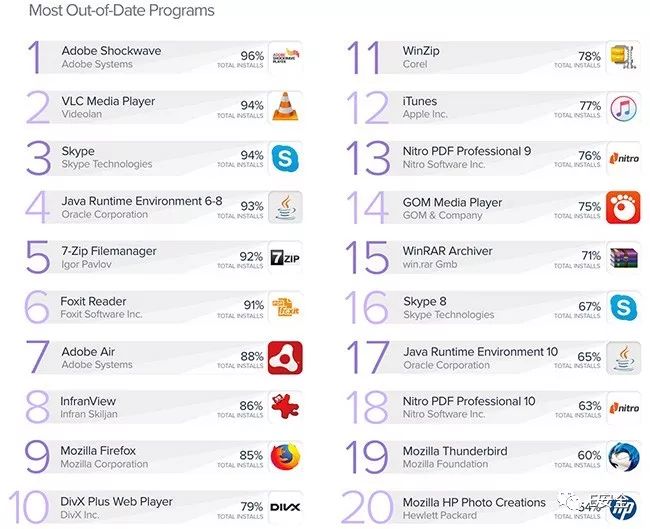 Most Out-of-Date Programs
1
Adobe Shockwave
Adobe Systems
96%
TOTAL INSTALLS
ADOBE SHOCKWAVE PLAYER
2
VLC Media Player
Videolan
94%
TOTAL INSTALLS
3
Skype
Skype Technologies
94%
TOTAL INSTALLS
S
4
Java Runtime Environment 6-8
Oracle Corporation
93%
TOTAL INSTALLS
5
7-Zip Filemanager
Igor Pavlov
92%
TOTAL INSTALLS
7ZIP
6
Foxit Reader
Foxit Software Inc.
91%
TOTAL INSTALLS
7
Adobe Air
Adobe Systems
88%
TOTAL INSTALLS
8
InfranView
Infran Skiljan
86%
TOTAL INSTALLS
9
Mozilla Firefox
Mozilla Corporation
85%
TOTAL INSTALLS
10
DivX Plus Web Player
DivX Inc.
79%
TOTAL INSTALLS
DIVX
11
WinZip
Corel
78%
TOTAL INSTALLS
12
iTunes
Apple Inc.
77%
TOTAL INSTALLS
13
Nitro PDF Professional 9
Nitro Software Inc.
76%
TOTAL INSTALLS
nitro
14
GOM Media Player
GOM & Company
75%
TOTAL INSTALLS
15
WinRAR Archiver
win.rar Gmb
71%
TOTAL INSTALLS
16
Skype 8
Skype Technologies
67%
TOTAL INSTALLS
S
17
Java Runtime Environment 10
Oracle Corporation
65%
TOTAL INSTALLS
18
Nitro PDF Professional 10
Nitro Software Inc.
63%
TOTAL INSTALLS
nitro
19
Mozilla Thunderbird
Mozilla Foundation
60%
TOTAL INSTALLS
20
Mozilla HP Photo Creations
Hewlett Packard
54%
TOTAL INSTALLS
hp
E安全